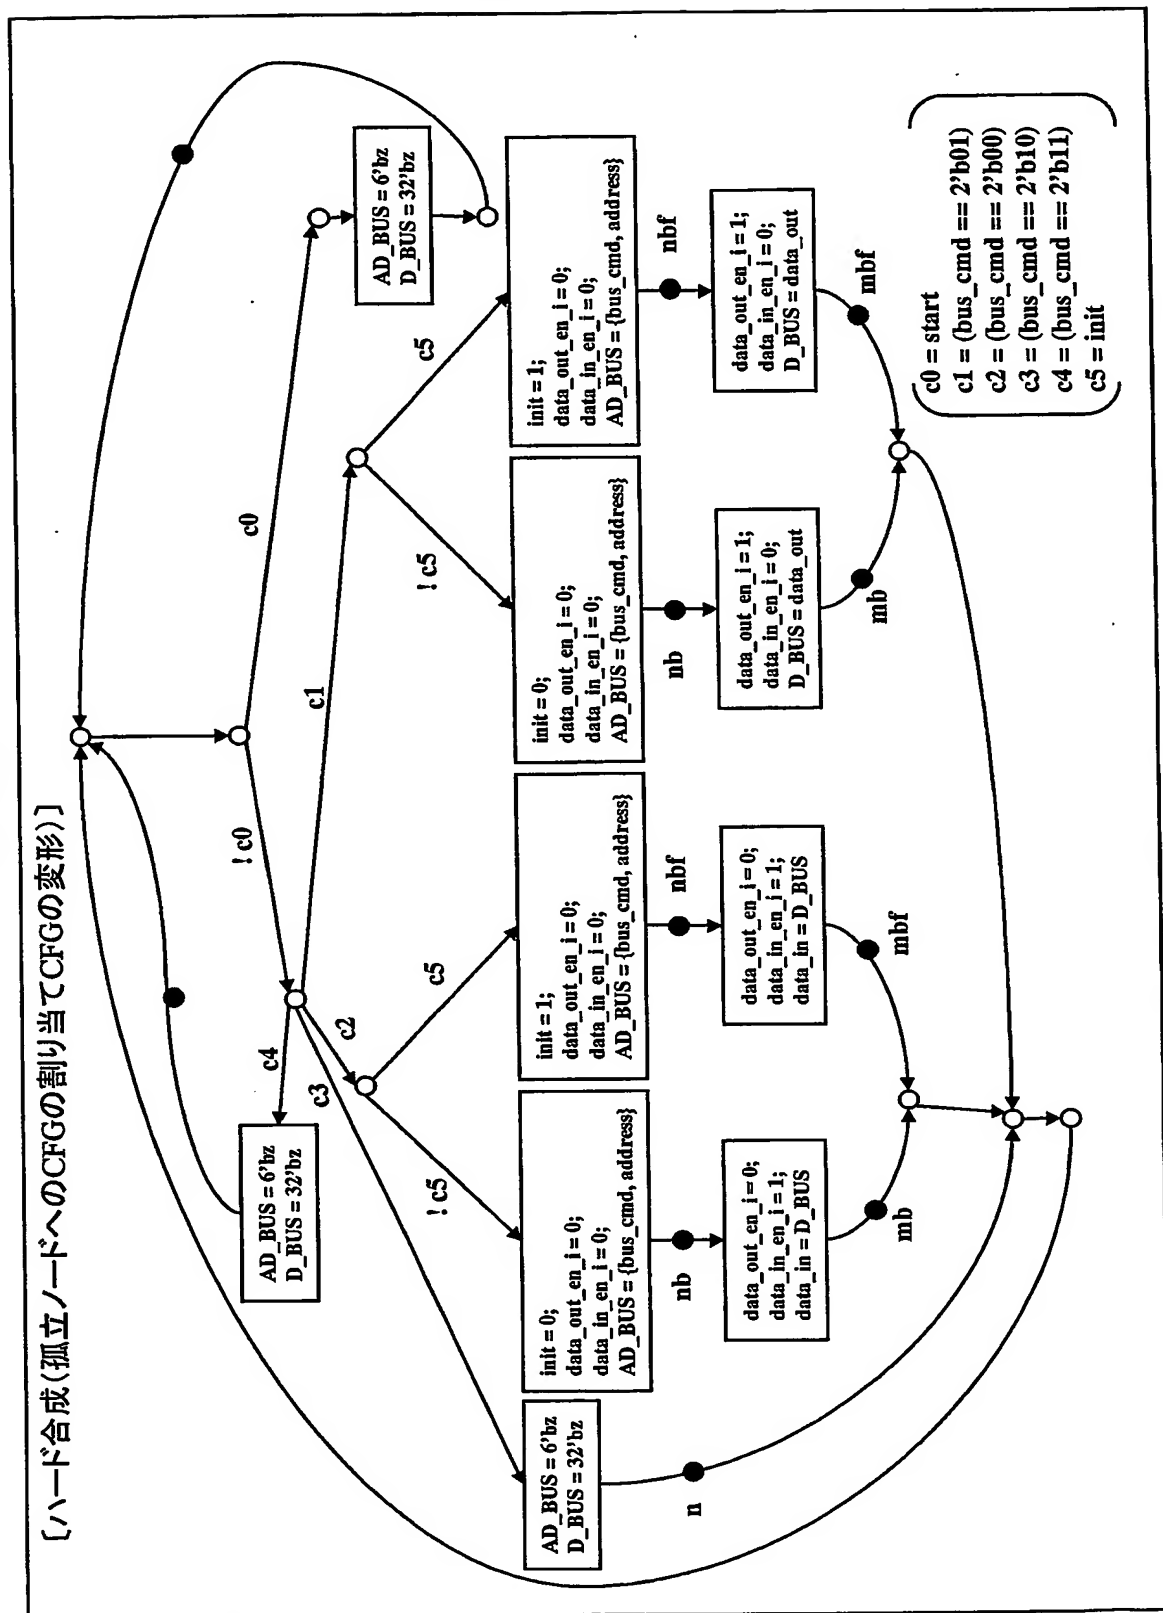 〔ハード合成(孤立ノードへのCFGの割り当てCFGの変形)〕
! c0
c0
AD_BUS = 6'bz
D_BUS = 32'bz
c4
c3
c2
c1
AD_BUS = 6'bz
D_BUS = 32'bz
! c5
c5
! c5
c5
AD_BUS = 6'bz
D_BUS = 32'bz
init = 0;
data_out_en_i = 0;
data_in_en_i = 0;
AD_BUS = {bus_cmd, address}
init = 1;
data_out_en_i = 0;
data_in_en_i = 0;
AD_BUS = {bus_cmd, address}
init = 0;
data_out_en_i = 0;
data_in_en_i = 0;
AD_BUS = {bus_cmd, address}
init = 1;
data_out_en_i = 0;
data_in_en_i = 0;
AD_BUS = {bus_cmd, address}
n
nb
nbf
nb
nbf
data_out_en_i = 0;
data_in_en_i = 1;
data_in = D_BUS
data_out_en_i = 0;
data_in_en_i = 1;
data_in = D_BUS
data_out_en_i = 1;
data_in_en_i = 0;
D_BUS = data_out
data_out_en_i = 1;
data_in_en_i = 0;
D_BUS = data_out
mb
mbf
mb
mbf
c0 = start
c1 = (bus_cmd == 2'b01)
c2 = (bus_cmd == 2'b00)
c3 = (bus_cmd == 2'b10)
c4 = (bus_cmd == 2'b11)
c5 = init